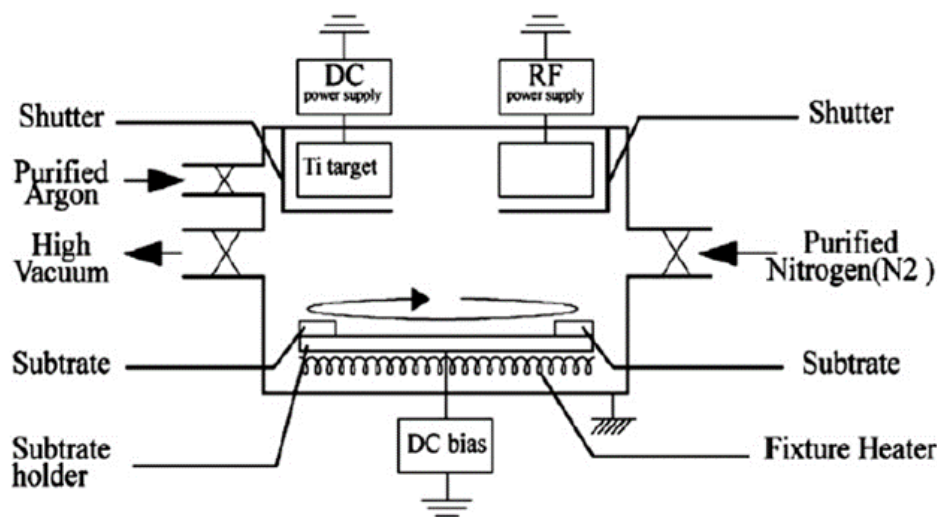 DC
power supply
RF
power supply
Shutter
Shutter
Ti target
Purified
Argon
High
Vacuum
Purified
Nitrogen(N2 )
Subtrate
Subtrate
Subtrate
holder
DC bias
Fixture Heater